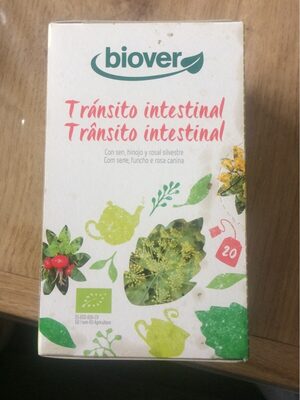 biover
Tránsito intestinal
Trânsito intestinal
Con sen, hinojo y rosal silvestre
Com sene, funcho e rosa canina
20